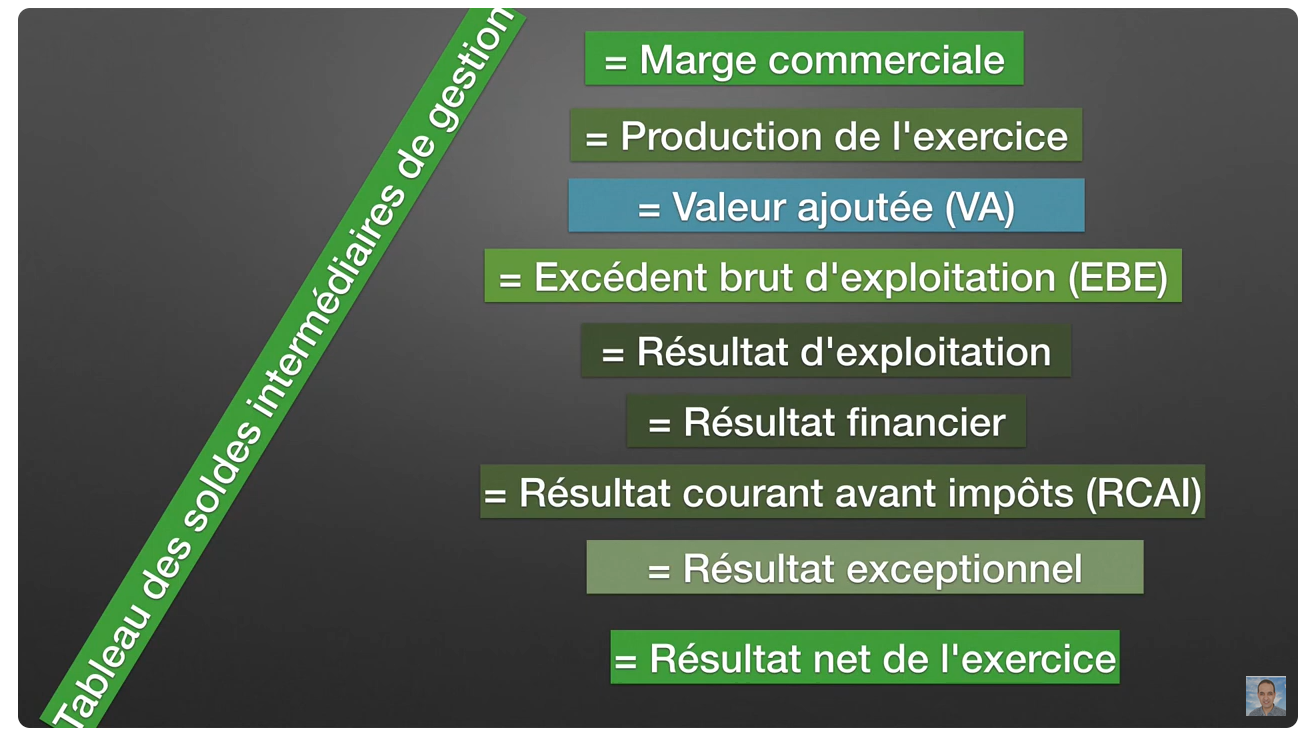 Tableau des soldes intermédiaires de gestion
= Marge commerciale
= Production de l'exercice
= Valeur ajoutée (VA)
= Excédent brut d'exploitation (EBE)
= Résultat d'exploitation
= Résultat financier
= Résultat courant avant impôts (RCAI)
= Résultat exceptionnel
= Résultat net de l'exercice